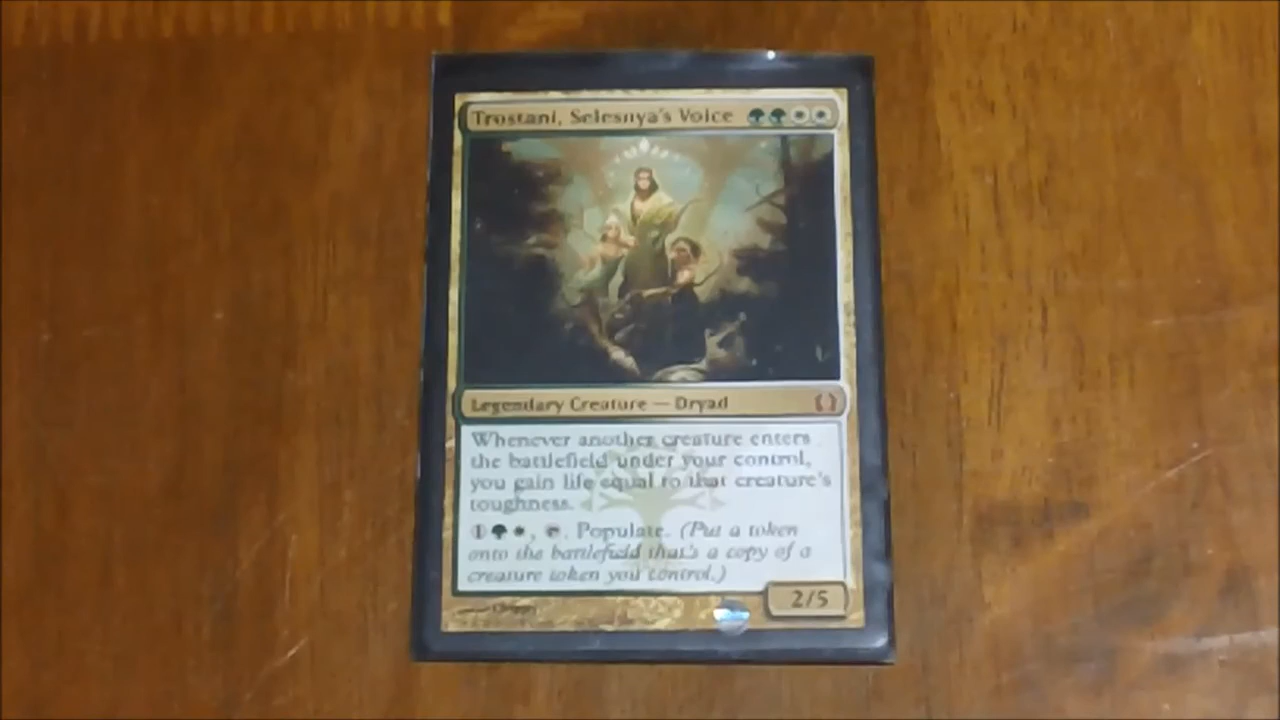 Trostani, Selesnya's Voice
Legendary Creature — Dryad
Whenever another creature enters
the battlefield under your control,
you gain life equal to that creature's
toughness.
1 , . Populate. (Put a token
onto the battlefield that's a copy of a
creature token you control.)
2/5